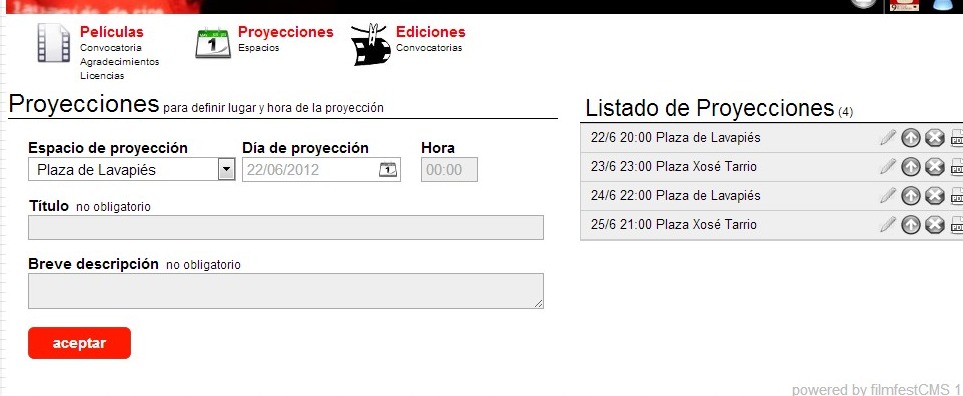 Películas
Convocatoria
Agradecimientos
Licencias
Proyecciones
Espacios
Ediciones
Convocatorias
Proyecciones para definir lugar y hora de la proyección
Espacio de proyección Día de proyección Hora
Plaza de Lavapiés 22/06/2012 00:00
Título no obligatorio
Breve descripción no obligatorio
aceptar
Listado de Proyecciones (4)
22/6 20:00 Plaza de Lavapiés
23/6 23:00 Plaza Xosé Tarrio
24/6 22:00 Plaza de Lavapiés
25/6 21:00 Plaza Xosé Tarrio
powered by filmfestCMS 1